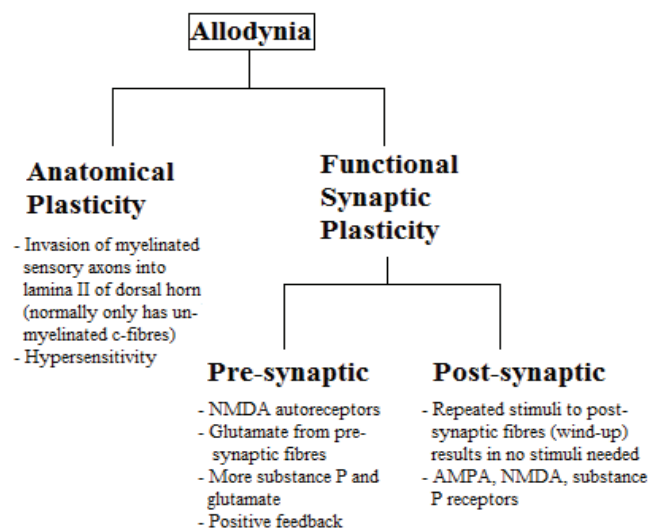 Allodynia
Anatomical
Plasticity
- Invasion of myelinated
sensory axons into
lamina II of dorsal horn
(normally only has un-
myelinated c-fibres)
- Hypersensitivity
Functional
Synaptic
Plasticity
Pre-synaptic
- NMDA autoreceptors
- Glutamate from pre-
synaptic fibres
- More substance P and
glutamate
- Positive feedback
Post-synaptic
- Repeated stimuli to post-
synaptic fibres (wind-up)
results in no stimuli needed
- AMPA, NMDA, substance
P receptors